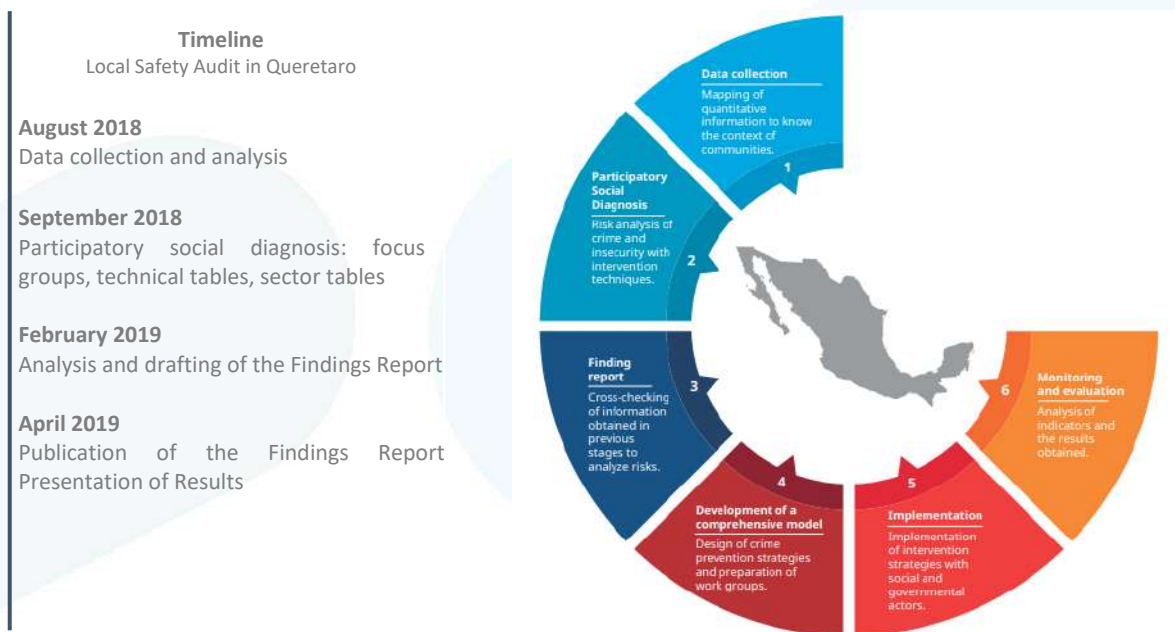 Timeline
Local Safety Audit in Queretaro
August 2018
Data collection and analysis
September 2018
Participatory social diagnosis: focus
groups, technical tables, sector tables
February 2019
Analysis and drafting of the Findings Report
April 2019
Publication of the Findings Report
Presentation of Results
Data collection
Mapping of
quantitative
information to know
the context of
communities.
1
Participatory
Social
Diagnosis
Risk analysis of
crime and
insecurity with
intervention
techniques.
2
Finding
report
Cross-checking
of information
obtained in
previous
stages to
analyze risks.
3
4
Development of a
comprehensive model
Design of crime
prevention strategies
and preparation of
work groups.
5
Implementation
Implementation
of intervention
strategies with
social and
governmental
actors.
6
Monitoring
and evaluation
Analysis of
indicators and
the results
obtained.